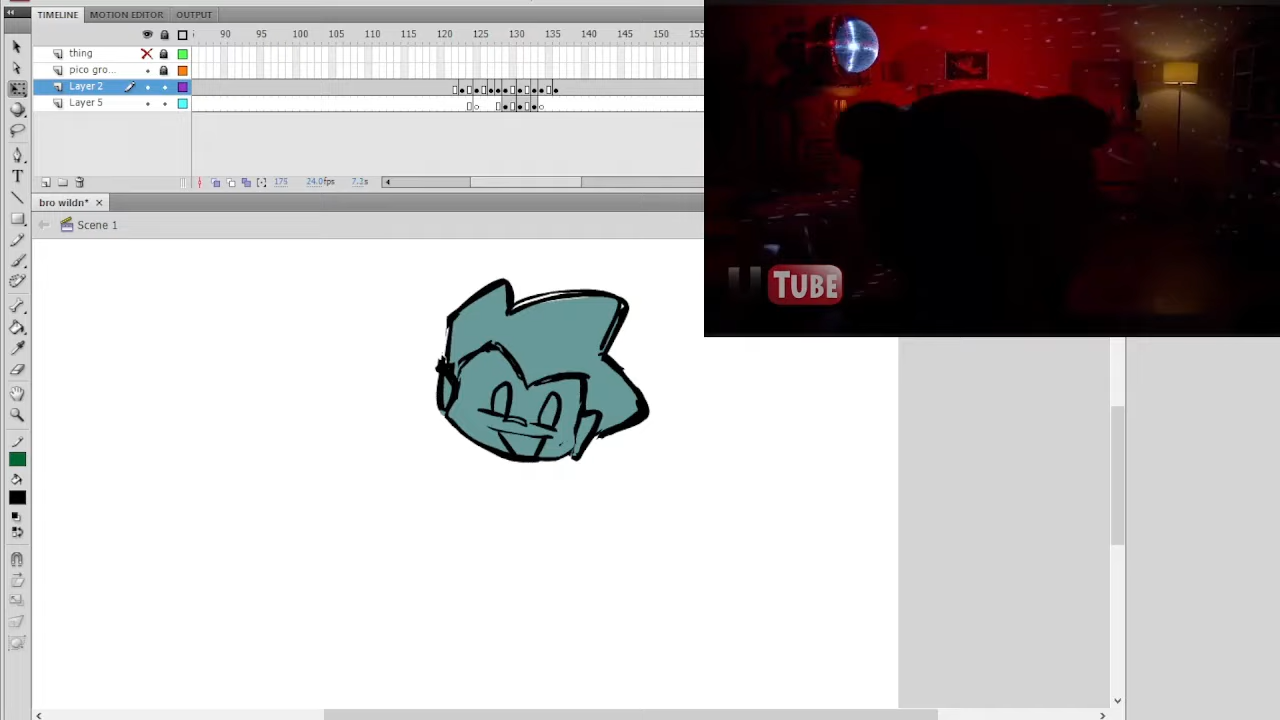 TIMELINE MOTION EDITOR OUTPUT
90 95 100 105 110 115 120 125 130 135 140 145 150 155
thing
pico gro...
Layer 2
Layer 5
175 24.0fps 7.2s
bro wildn* ×
Scene 1
T
U TUBE